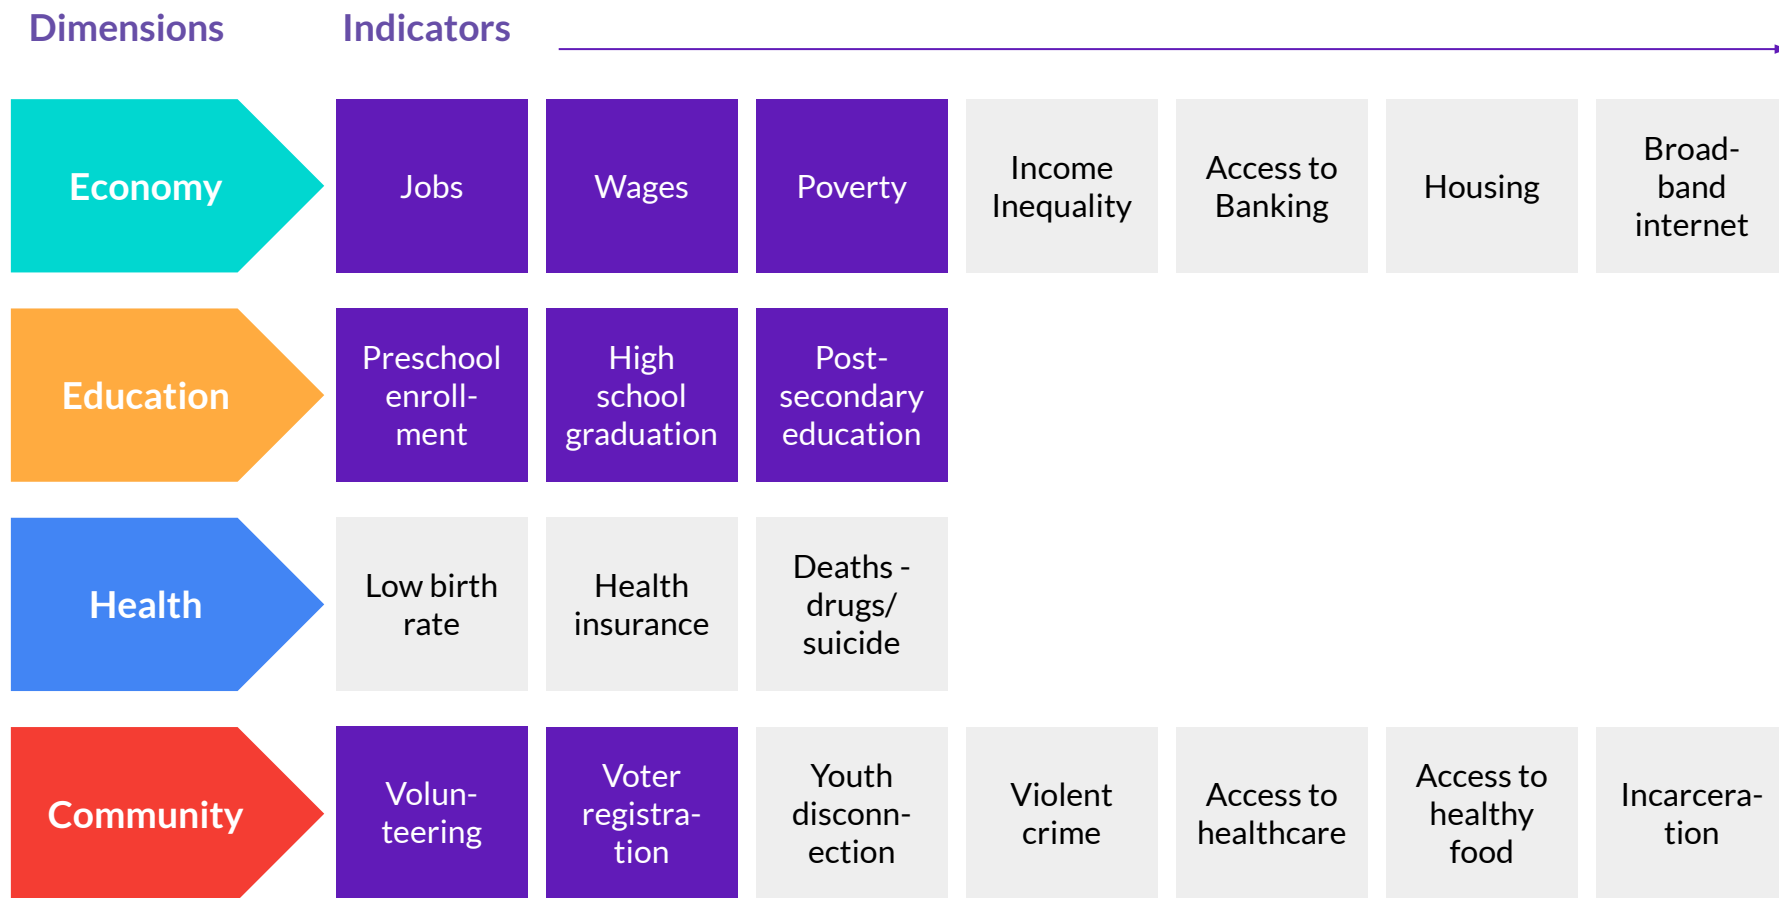 Dimensions
Indicators
Economy
Jobs
Wages
Poverty
Income
Inequality
Access to
Banking
Housing
Broad-
band
internet
Education
Preschool
enroll-
ment
High
school
graduation
Post-
secondary
education
Health
Low birth
rate
Health
insurance
Deaths -
drugs/
suicide
Community
Volun-
teering
Voter
registra-
tion
Youth
disconn-
ection
Violent
crime
Access to
healthcare
Access to
healthy
food
Incarcera-
tion